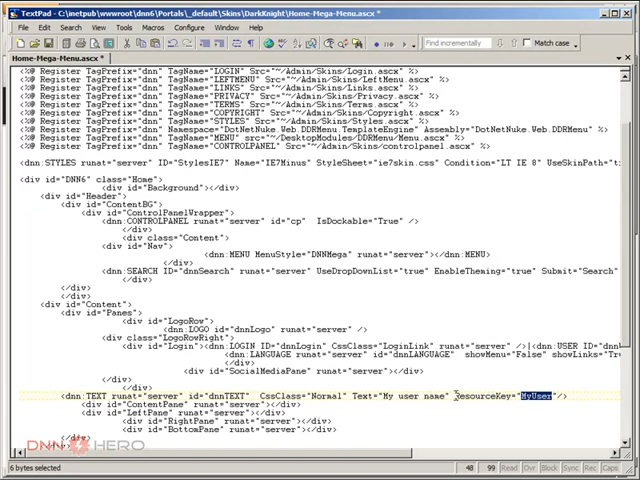 TextPad - C:\inetpub\wwwroot\dnn6\Portals\_default\Skins\DarkKnight\Home-Mega-Menu.ascx *
File Edit Search View Tools Macros Configure Window Help
Find incrementally Match case
Home-Mega-Menu.ascx *
<%@ Register TagPrefix="dnn" TagName="LOGIN" Src="~/Admin/Skins/Login.ascx" %>
<%@ Register TagPrefix="dnn" TagName="LEFTMENU" Src="~/Admin/Skins/LeftMenu.ascx" %>
<%@ Register TagPrefix="dnn" TagName="LINKS" Src="~/Admin/Skins/Links.ascx" %>
<%@ Register TagPrefix="dnn" TagName="PRIVACY" Src="~/Admin/Skins/Privacy.ascx" %>
<%@ Register TagPrefix="dnn" TagName="TERMS" Src="~/Admin/Skins/Terms.ascx" %>
<%@ Register TagPrefix="dnn" TagName="COPYRIGHT" Src="~/Admin/Skins/Copyright.ascx" %>
<%@ Register TagPrefix="dnn" TagName="STYLES" Src="~/Admin/Skins/Styles.ascx" %>
<%@ Register TagPrefix="dnn" Namespace="DotNetNuke.Web.DDRMenu.TemplateEngine" Assembly="DotNetNuke.Web.DDRMenu" %>
<%@ Register TagPrefix="dnn" TagName="MENU" src="~/DesktopModules/DDRMenu/Menu.ascx" %>
<%@ Register TagPrefix="dnn" TagName="CONTROLPANEL" Src="~/Admin/Skins/controlpanel.ascx" %>
<dnn:STYLES runat="server" ID="StylesIE7" Name="IE7Minus" StyleSheet="ie7skin.css" Condition="LT IE 8" UseSkinPath="t
<div id="DNN6" class="Home">
<div id="Background"></div>
<div id="Header">
<div id="ContentBG">
<div id="ControlPanelWrapper">
<dnn:CONTROLPANEL runat="server" id="cp" IsDockable="True" />
</div>
<div class="Content">
<div id="Nav">
<dnn:MENU MenuStyle="DNNMega" runat="server"></dnn:MENU>
</div>
<dnn:SEARCH ID="dnnSearch" runat="server" UseDropDownList="true" EnableTheming="true" Submit="Search"
</div>
</div>
</div>
<div id="Content">
<div id="Panes">
<div id="LogoRow">
<dnn:LOGO id="dnnLogo" runat="server" />
<div id="LogoRowRight">
<div id="Login"><dnn:LOGIN ID="dnnLogin" CssClass="LoginLink" runat="server" />|<dnn:USER ID="dnnU
<dnn:LANGUAGE runat="server" id="dnnLANGUAGE" showMenu="False" showLinks="Tru
</div>
<div id="SocialMediaPane" runat="server"></div>
</div>
</div>
<dnn:TEXT runat="server" id="dnnTEXT" CssClass="Normal" Text="My user name" ResourceKey="MyUser"/>
<div id="ContentPane" runat="server"></div>
<div id="LeftPane" runat="server"></div>
<div id="RightPane" runat="server"></div>
<div id="BottomPane" runat="server"></div>
</div>
DNN HERO
6 bytes selected 48 99 Read Ovr Block Sync Rec Caps